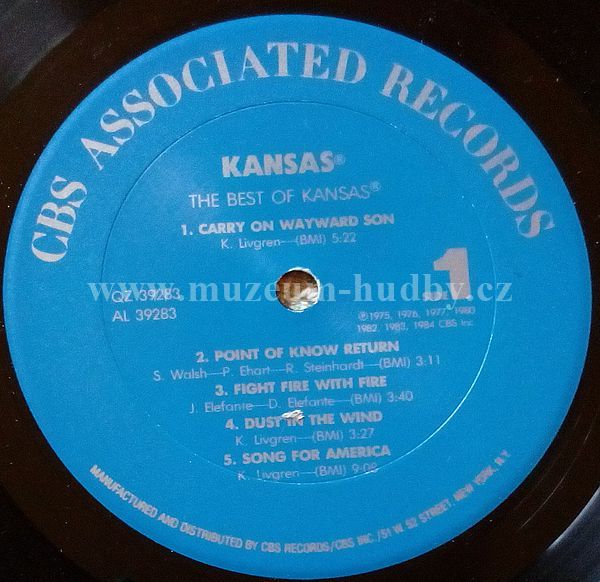 CBS ASSOCIATED RECORDS
KANSAS®
THE BEST OF KANSAS®
1. CARRY ON WAYWARD SON
K. Livgren—(BMI) 5:22
QZ 39283
AL 39283
SIDE 1
℗1975, 1976, 1977, 1980
1982, 1983, 1984 CBS Inc
www.muzeum-hudby.cz
2. POINT OF KNOW RETURN
S. Walsh—P. Ehart—R. Steinhardt—(BMI) 3:11
3. FIGHT FIRE WITH FIRE
J. Elefante—D. Elefante—(BMI) 3:40
4. DUST IN THE WIND
K. Livgren—(BMI) 3:27
5. SONG FOR AMERICA
K. Livgren—(BMI) 9:08
MANUFACTURED AND DISTRIBUTED BY CBS RECORDS/CBS INC./51 W. 52 STREET, NEW YORK, N.Y.